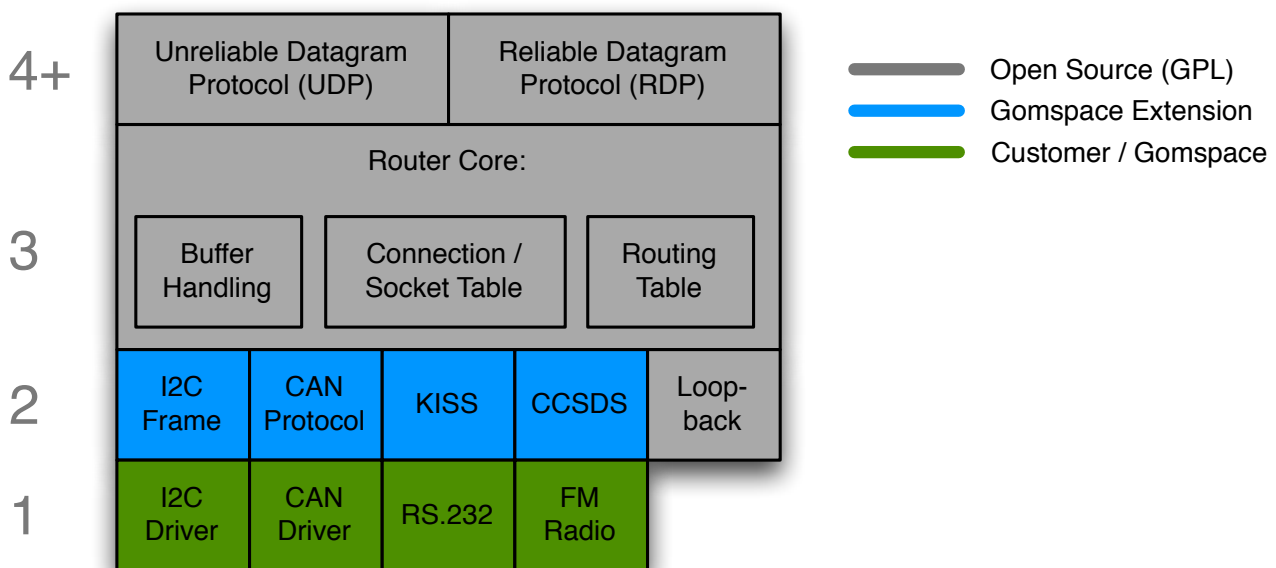 4+
Unreliable Datagram
Protocol (UDP)
Reliable Datagram
Protocol (RDP)
Open Source (GPL)
Gomspace Extension
Customer / Gomspace
Router Core:
3
Buffer
Handling
Connection /
Socket Table
Routing
Table
2
I2C
Frame
CAN
Protocol
KISS
CCSDS
Loop-
back
1
I2C
Driver
CAN
Driver
RS.232
FM
Radio